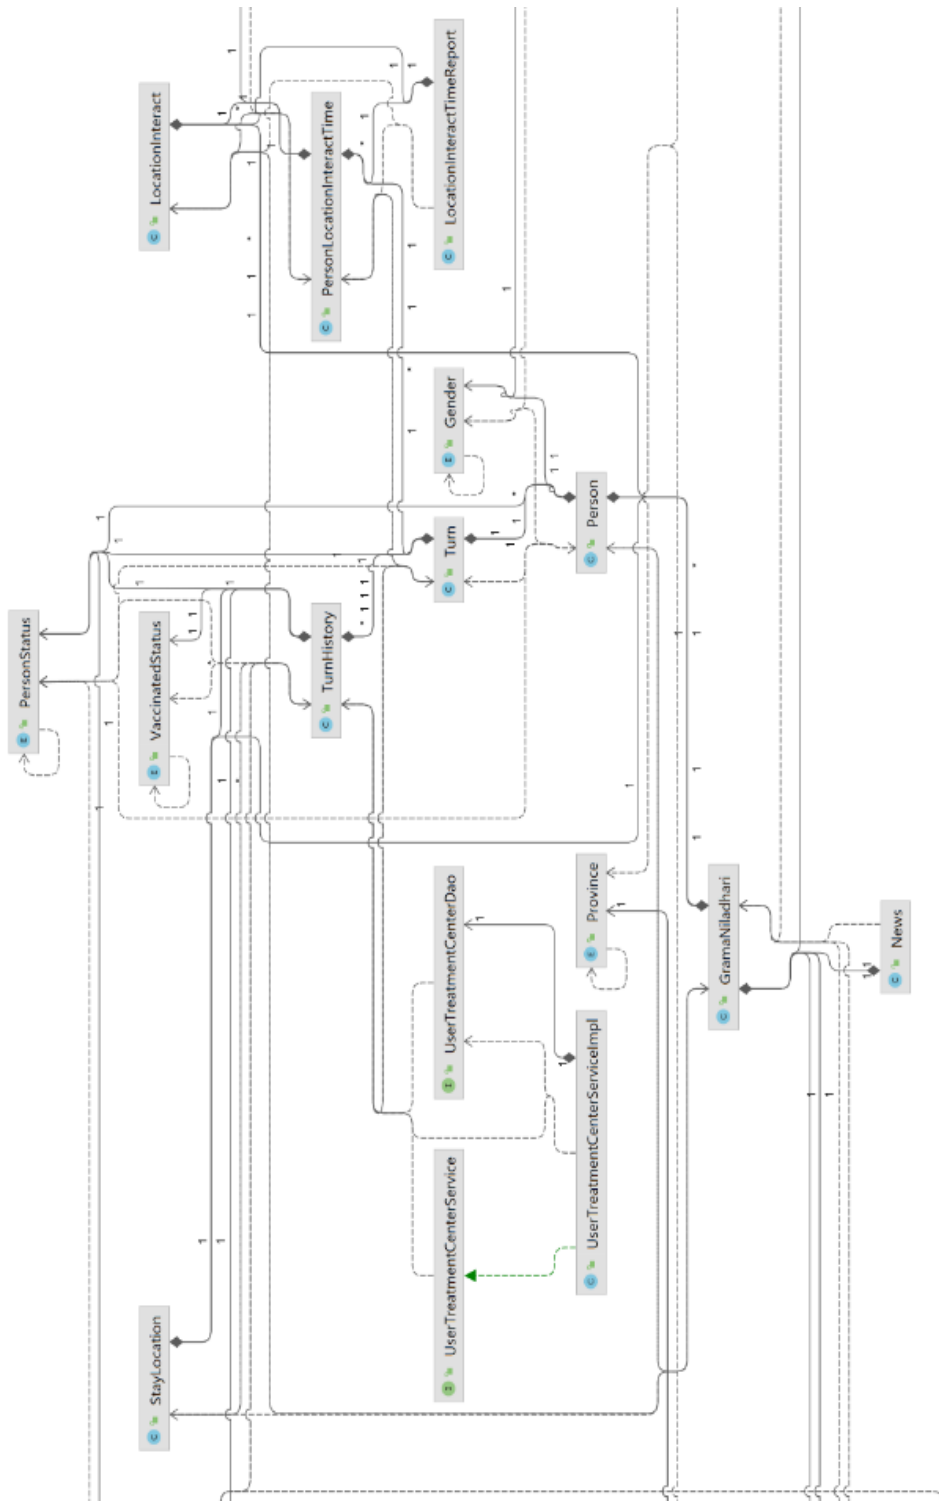 PersonStatus
LocationInteract
VaccinatedStatus
StayLocation
PersonLocationInteractTime
TurnHistory
LocationInteractTimeReport
Gender
Turn
UserTreatmentCenterDao
UserTreatmentCenterService
Person
Province
UserTreatmentCenterServiceImpl
GramaNiladhari
News